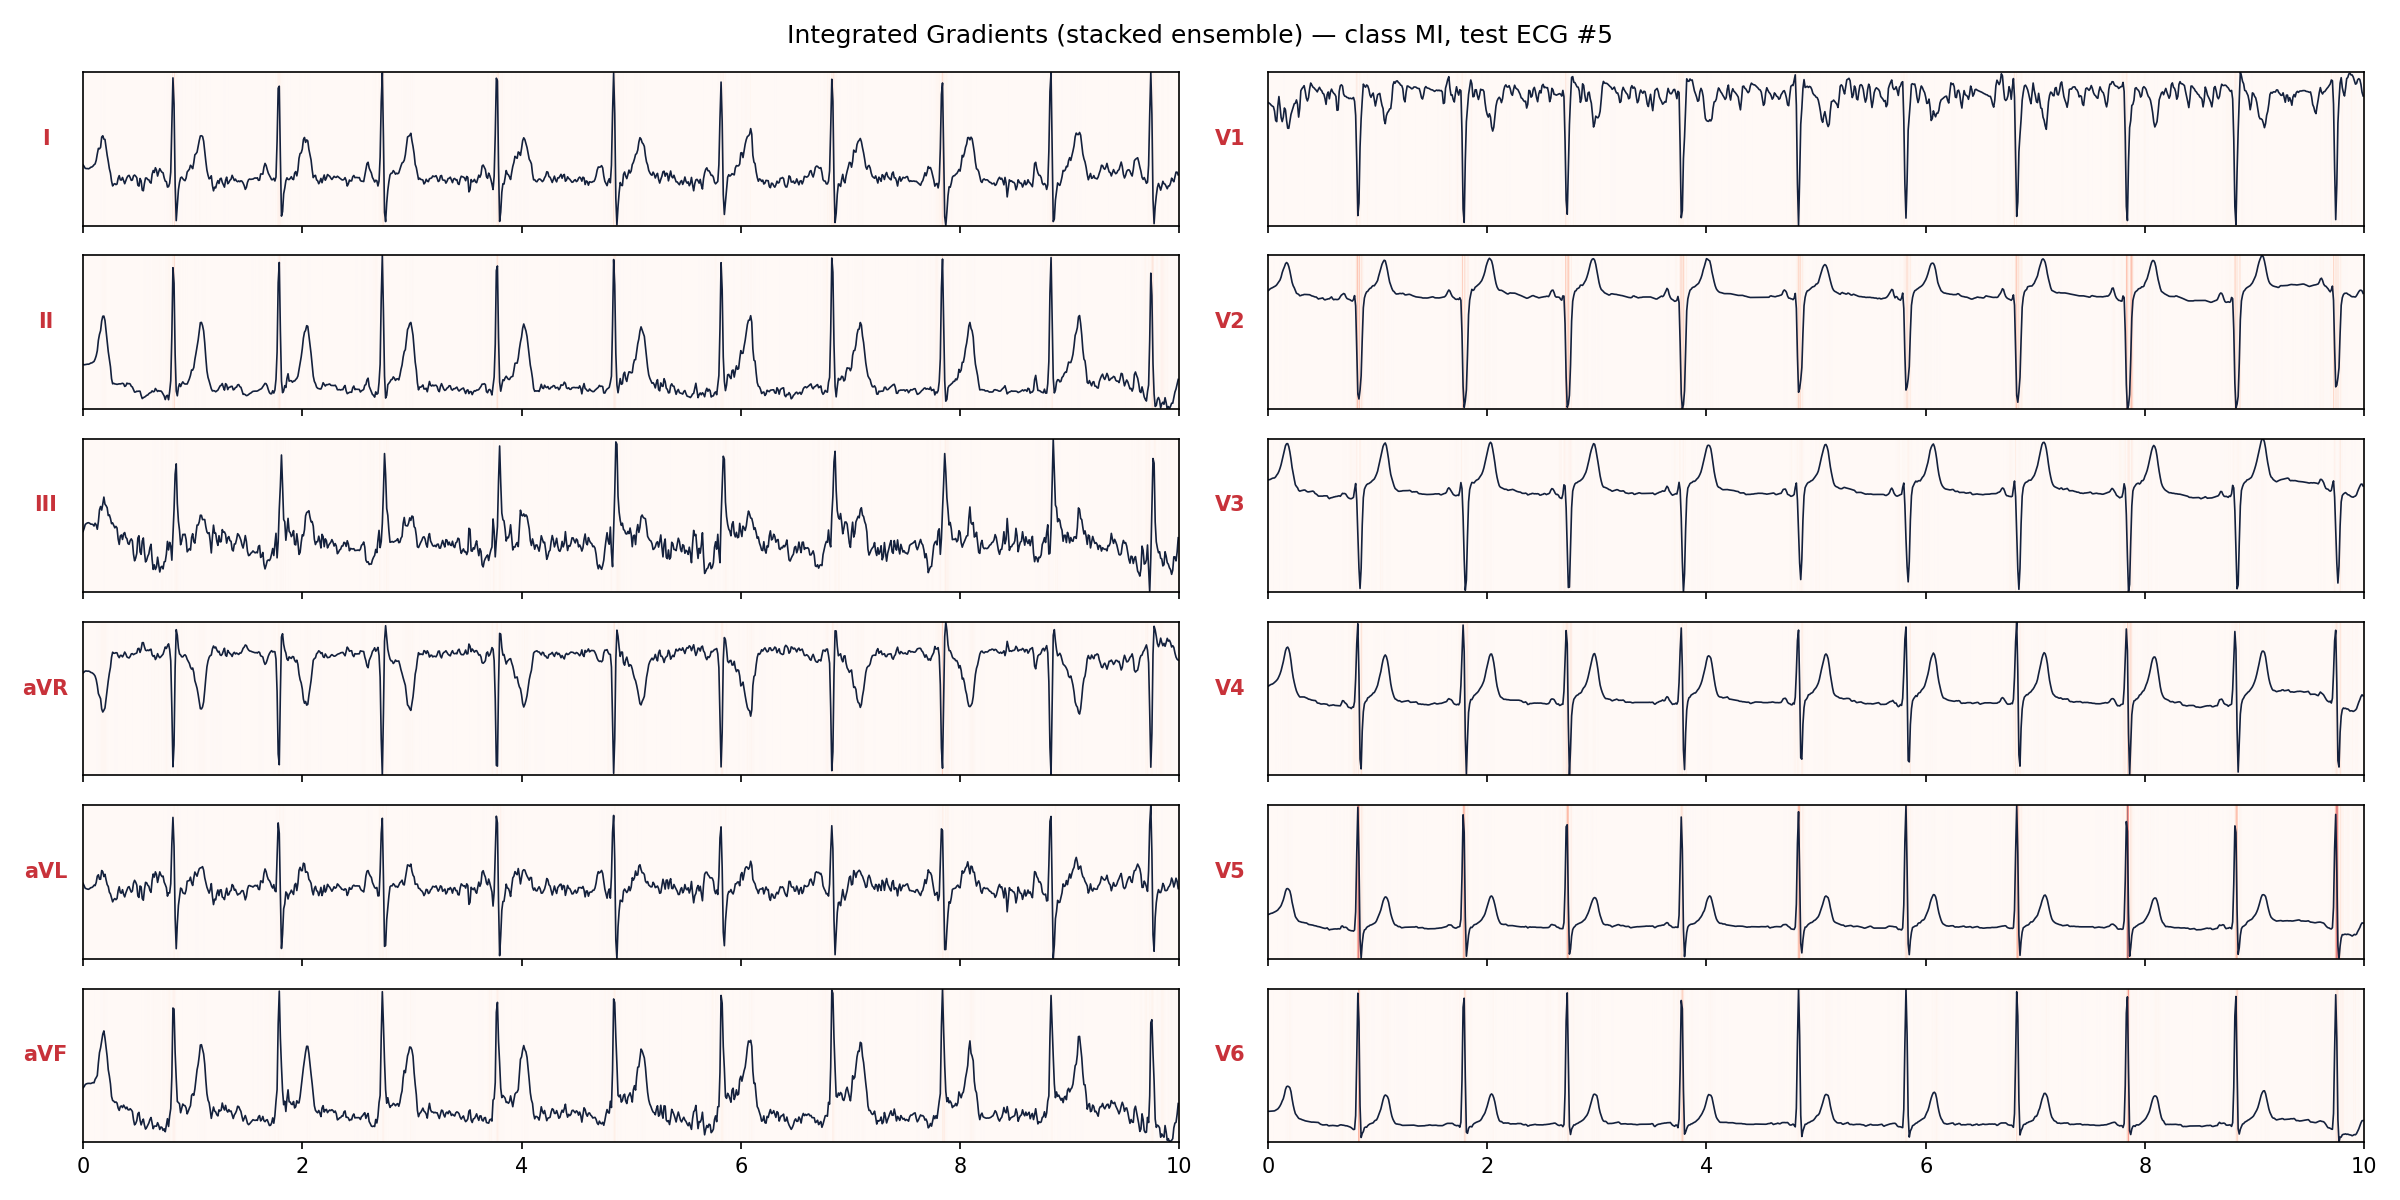 Integrated Gradients (stacked ensemble) — class MI, test ECG #5
I
II
III
aVR
aVL
aVF
0 2 4 6 8 10
V1
V2
V3
V4
V5
V6
0 2 4 6 8 10